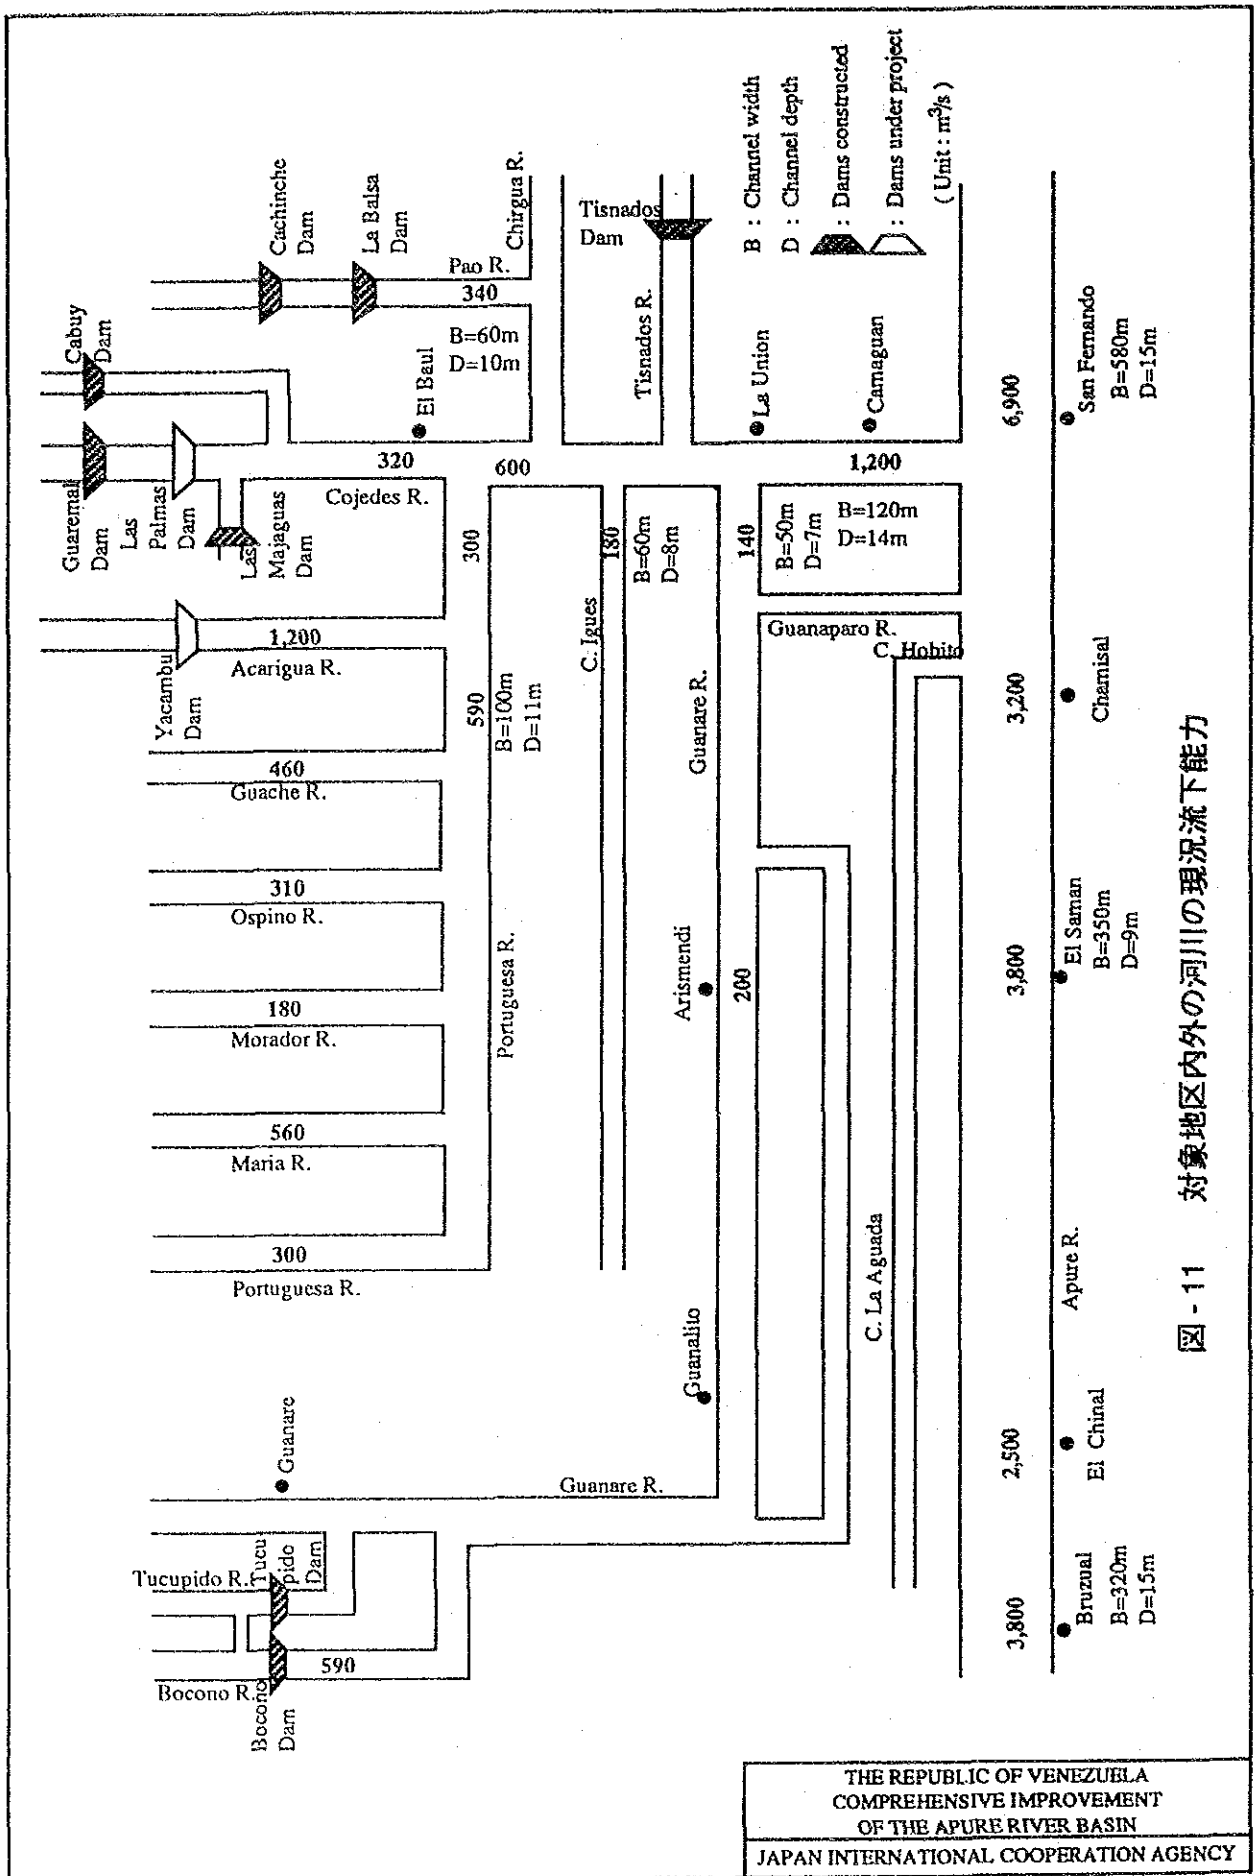 Cachinche
Dam
La Balsa
Dam
Chirgua R.
Pao R.
340
B=60m
D=10m
Cabuy
Dam
El Baul
Guaremal
Dam
Las
Palmas
Dam
Las
Majaguas
Dam
320
600
Cojedes R.
300
Yacambu
Dam
1,200
Acarigua R.
460
Guache R.
310
Ospino R.
180
Morador R.
560
Maria R.
300
Portuguesa R.
590
B=100m
D=11m
Portuguesa R.
Tisnados
Dam
Tisnados R.
B : Channel width
D : Channel depth
: Dams constructed
: Dams under project
( Unit : m³/s )
La Union
Camaguan
1,200
B=120m
D=14m
C. Igues
180
B=60m
D=8m
140
B=50m
D=7m
Guanare R.
Guanaparo R.
C. Hobito
Arismendi
200
C. La Aguada
Guanalito
Guanare
Guanare R.
Tucupido R.
Tucu
pido
Dam
590
Bocono R.
Bocono
Dam
6,900
San Fernando
B=580m
D=15m
3,200
Chamisal
3,800
El Saman
B=350m
D=9m
Apure R.
2,500
El Chinal
3,800
Bruzual
B=320m
D=15m
図 - 11 対象地区内外の河川の現況流下能力
THE REPUBLIC OF VENEZUELA
COMPREHENSIVE IMPROVEMENT
OF THE APURE RIVER BASIN
JAPAN INTERNATIONAL COOPERATION AGENCY